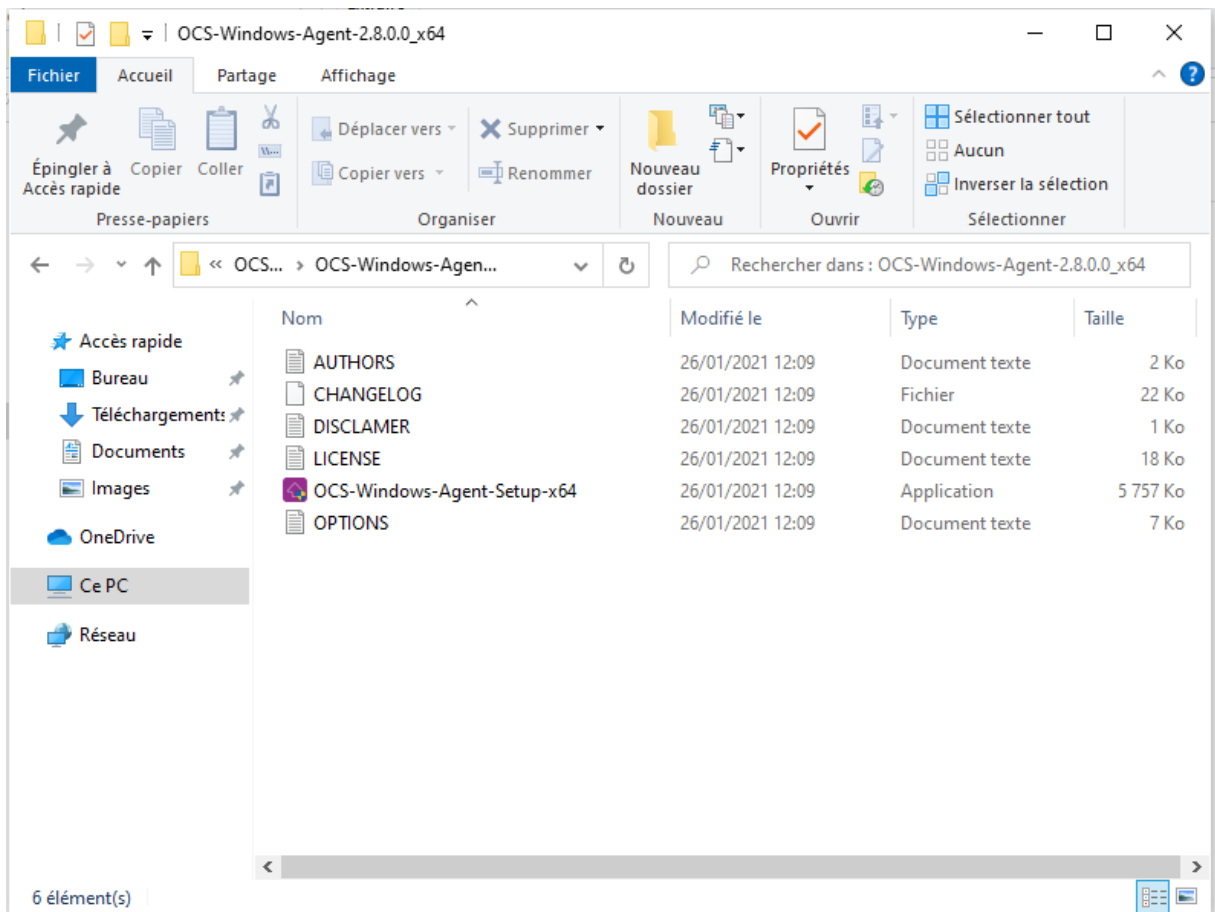 OCS-Windows-Agent-2.8.0.0_x64
Fichier Accueil Partage Affichage
Épingler à Accès rapide
Copier
Coller
Déplacer vers
Copier vers
Supprimer
Renommer
Nouveau dossier
Propriétés
Sélectionner tout
Aucun
Inverser la sélection
Presse-papiers Organiser Nouveau Ouvrir Sélectionner
« OCS... > OCS-Windows-Agen...
Rechercher dans : OCS-Windows-Agent-2.8.0.0_x64
Accès rapide
Bureau
Téléchargements
Documents
Images
OneDrive
Ce PC
Réseau
Nom Modifié le Type Taille
AUTHORS 26/01/2021 12:09 Document texte 2 Ko
CHANGELOG 26/01/2021 12:09 Fichier 22 Ko
DISCLAMER 26/01/2021 12:09 Document texte 1 Ko
LICENSE 26/01/2021 12:09 Document texte 18 Ko
OCS-Windows-Agent-Setup-x64 26/01/2021 12:09 Application 5 757 Ko
OPTIONS 26/01/2021 12:09 Document texte 7 Ko
6 élément(s)